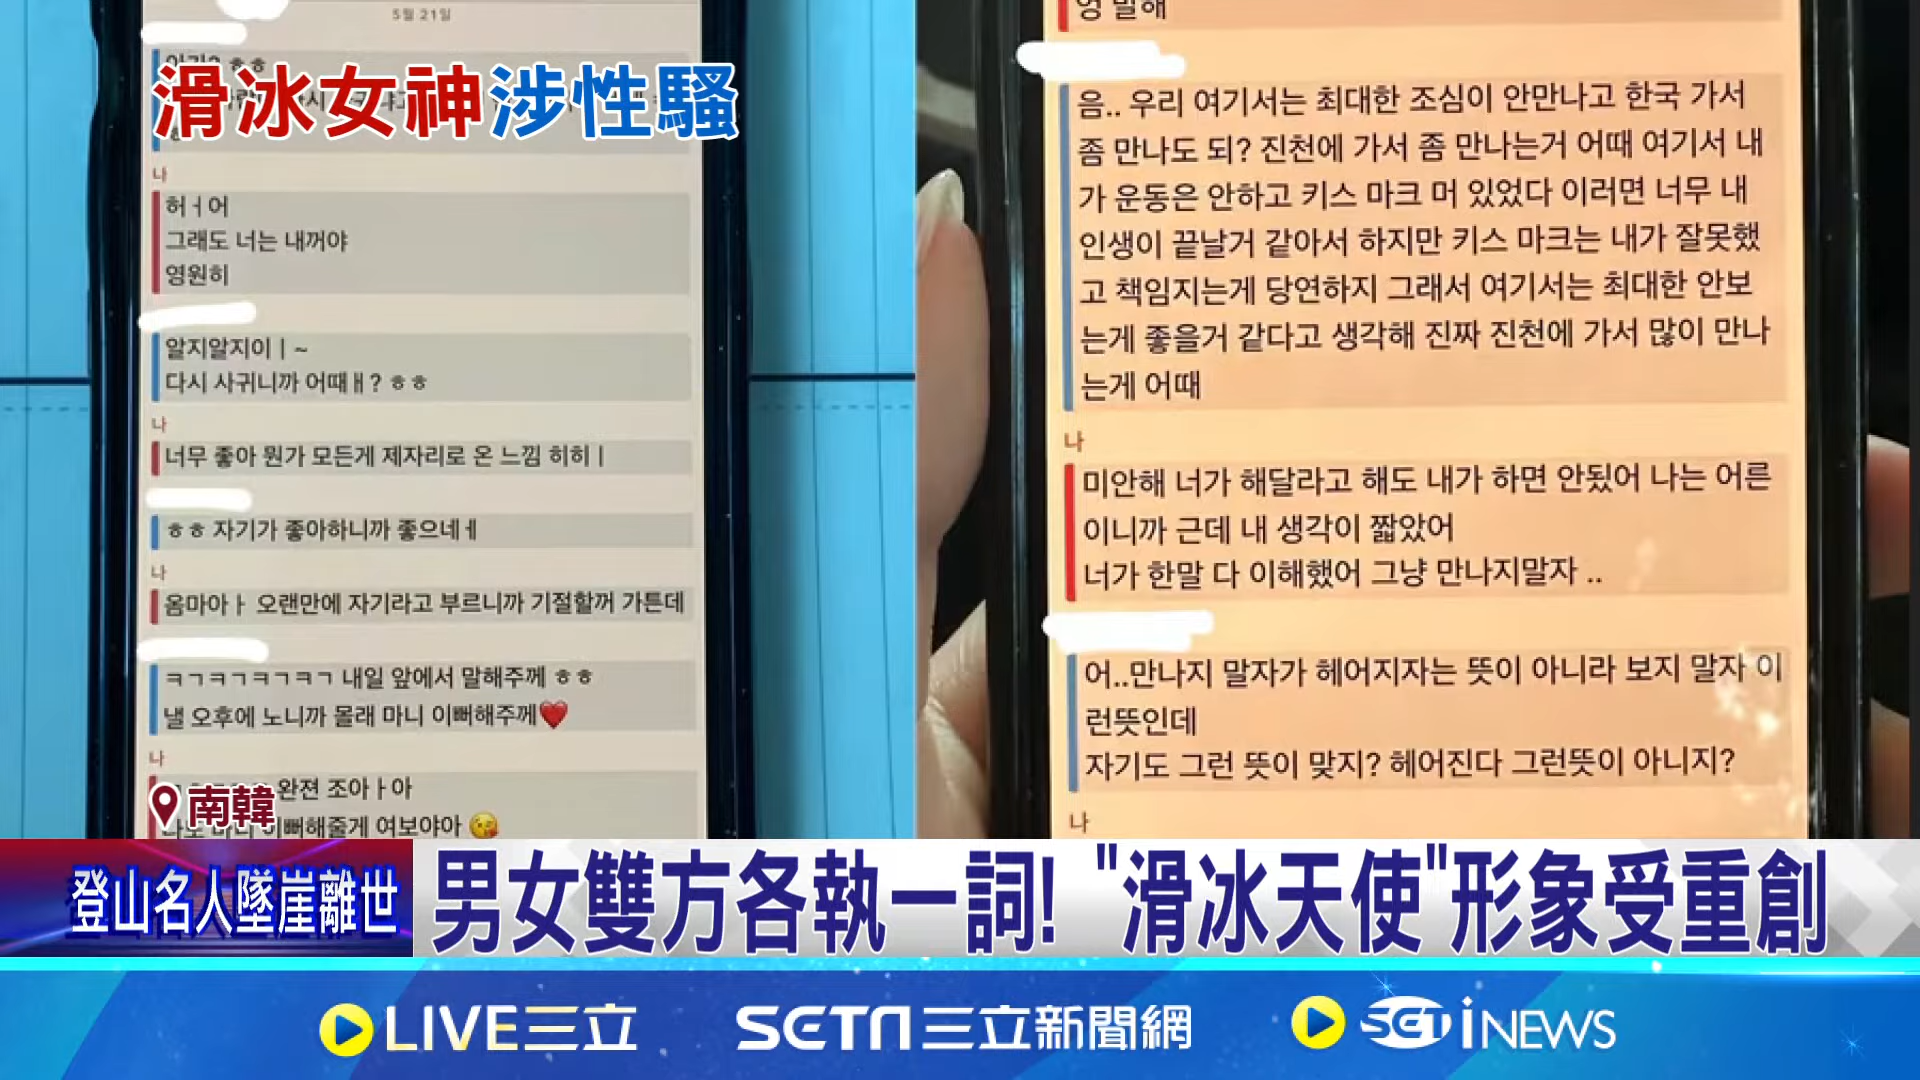 5월 21일
滑冰女神涉性騷
나
허ㅓ어
그래도 너는 내꺼야
영원히
알지알지이ㅣ~
다시 사귀니까 어때ㅐ? ㅎㅎ
나
너무 좋아 뭔가 모든게 제자리로 온 느낌 히히ㅣ
ㅎㅎ 자기가 좋아하니까 좋으네ㅔ
나
옴마아ㅏ 오랜만에 자기라고 부르니까 기절할꺼 가튼데
ㅋㄱㅋㄱㅋㄱㅋㄱ 내일 앞에서 말해주께 ㅎㅎ
낼 오후에 노니까 몰래 마니 이뻐해주께❤️
나
완젼 조아ㅏ아
이뻐해줄게 여보야아 😘
南韓
말해
음.. 우리 여기서는 최대한 조심이 안만나고 한국 가서
좀 만나도 되? 진천에 가서 좀 만나는거 어때 여기서 내
가 운동은 안하고 키스 마크 머 있었다 이러면 너무 내
인생이 끝날거 같아서 하지만 키스 마크는 내가 잘못했
고 책임지는게 당연하지 그래서 여기서는 최대한 안보
는게 좋을거 같다고 생각해 진짜 진천에 가서 많이 만나
는게 어때
나
미안해 너가 해달라고 해도 내가 하면 안됬어 나는 어른
이니까 근데 내 생각이 짧았어
너가 한말 다 이해했어 그냥 만나지말자 ..
어..만나지 말자가 헤어지자는 뜻이 아니라 보지 말자 이
런뜻인데
자기도 그런 뜻이 맞지? 헤어진다 그런뜻이 아니지?
나
登山名人墜崖離世
男女雙方各執一詞! "滑冰天使"形象受重創
LIVE三立
SETN三立新聞網
SET iNEWS